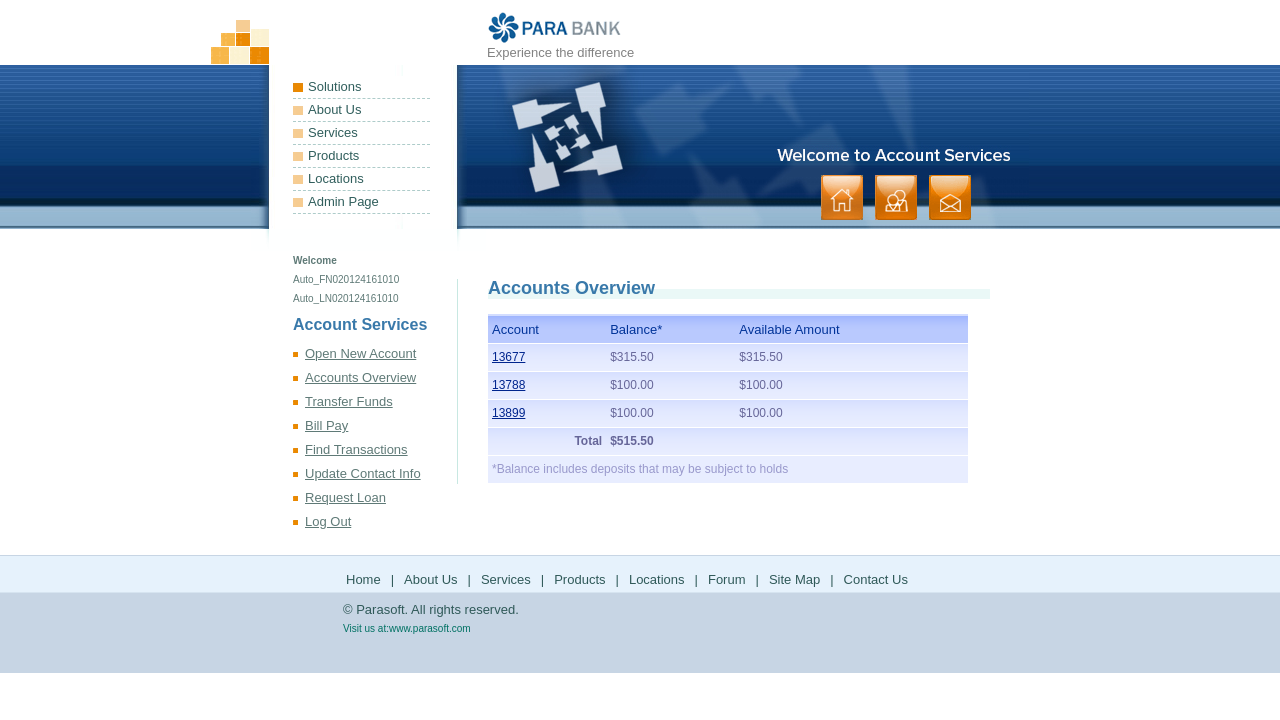 PARA BANK
Experience the difference
Solutions
About Us
Services
Products
Locations
Admin Page
Welcome to Account Services
Welcome
Auto_FN020124161010
Auto_LN020124161010
Account Services
Open New Account
Accounts Overview
Transfer Funds
Bill Pay
Find Transactions
Update Contact Info
Request Loan
Log Out
Accounts Overview
Account Balance* Available Amount
13677 $315.50 $315.50
13788 $100.00 $100.00
13899 $100.00 $100.00
Total $515.50
*Balance includes deposits that may be subject to holds
Home | About Us | Services | Products | Locations | Forum | Site Map | Contact Us
© Parasoft. All rights reserved.
Visit us at:www.parasoft.com